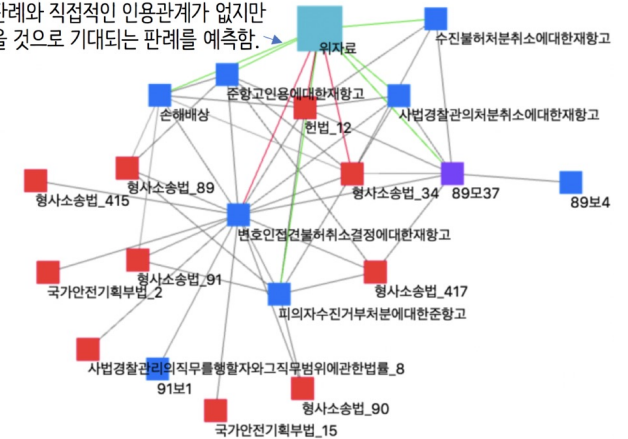 판례와 직접적인 인용관계가 없지만
을 것으로 기대되는 판례를 예측함.
위자료
수진불허처분취소에대한재항고
준항고인용에대한재항고
손해배상
사법경찰관의처분취소에대한재항고
헌법_12
형사소송법_89
형사소송법_415
형사소송법_34
89모37
89보4
변호인접견불허취소결정에대한재항고
형사소송법_91
국가안전기획부법_2
형사소송법_417
피의자수진거부처분에대한준항고
사법경찰관리의직무를행할자와그직무범위에관한법률_8
91보1
형사소송법_90
국가안전기획부법_15